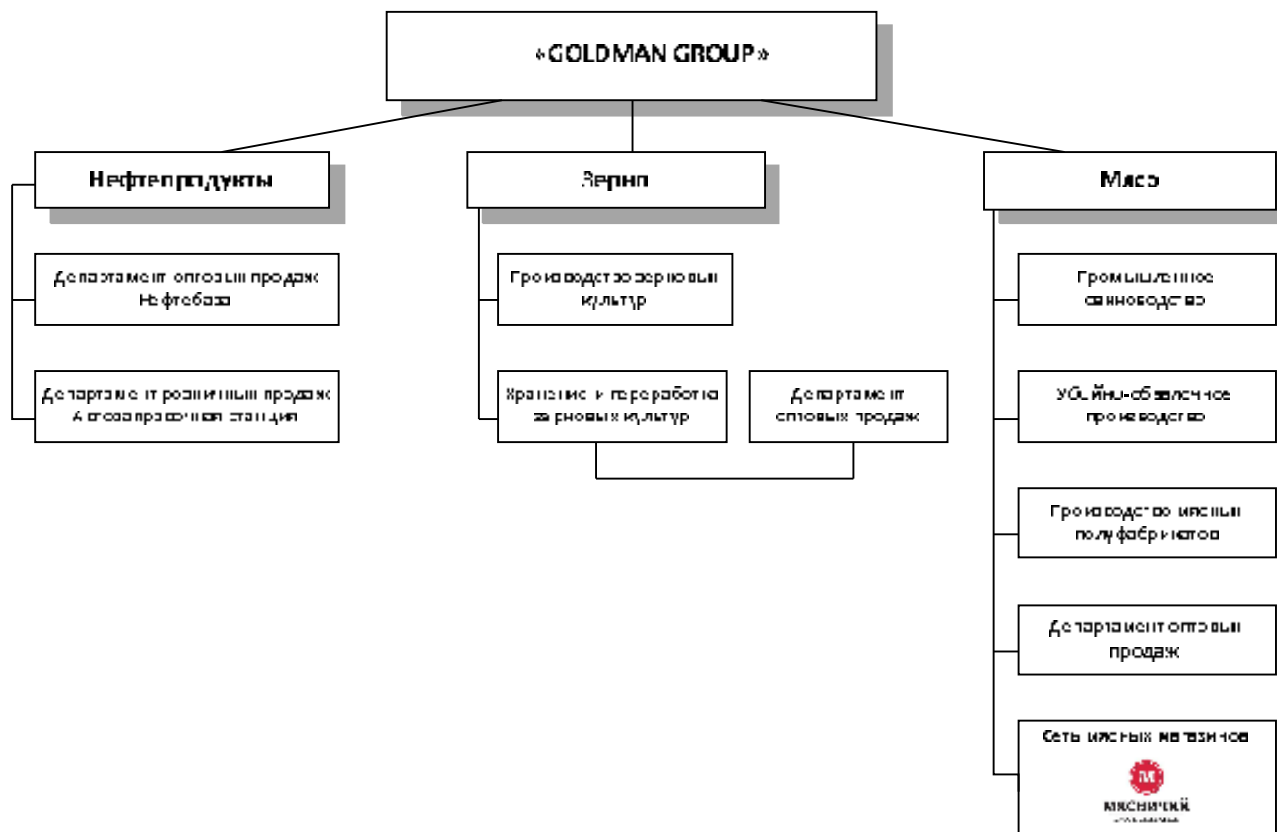 «GOLDMAN GROUP»
Нефтепродукты
Департамент оптовых продаж
Нефтебаза
Департамент розничных продаж
Автозаправочная станция
Зерно
Производство зерновых
культур
Хранение и переработка
зерновых культур
Департамент
оптовых продаж
Мясо
Промышленное
свиноводство
Убойно-обвалочное
производство
Производство мясных
полуфабрикатов
Департамент оптовых
продаж
Сеть мясных магазинов
М
МЯСНИЧИЙ